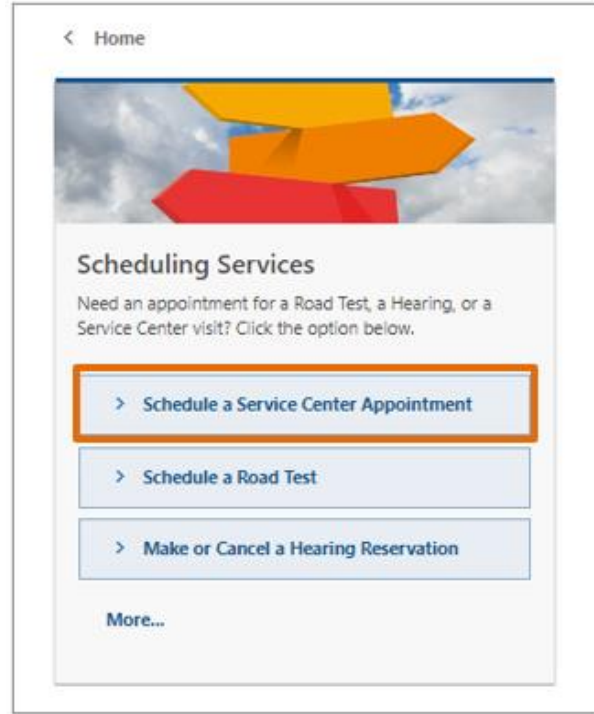 < Home
Scheduling Services
Need an appointment for a Road Test, a Hearing, or a
Service Center visit? Click the option below.
> Schedule a Service Center Appointment
> Schedule a Road Test
> Make or Cancel a Hearing Reservation
More...